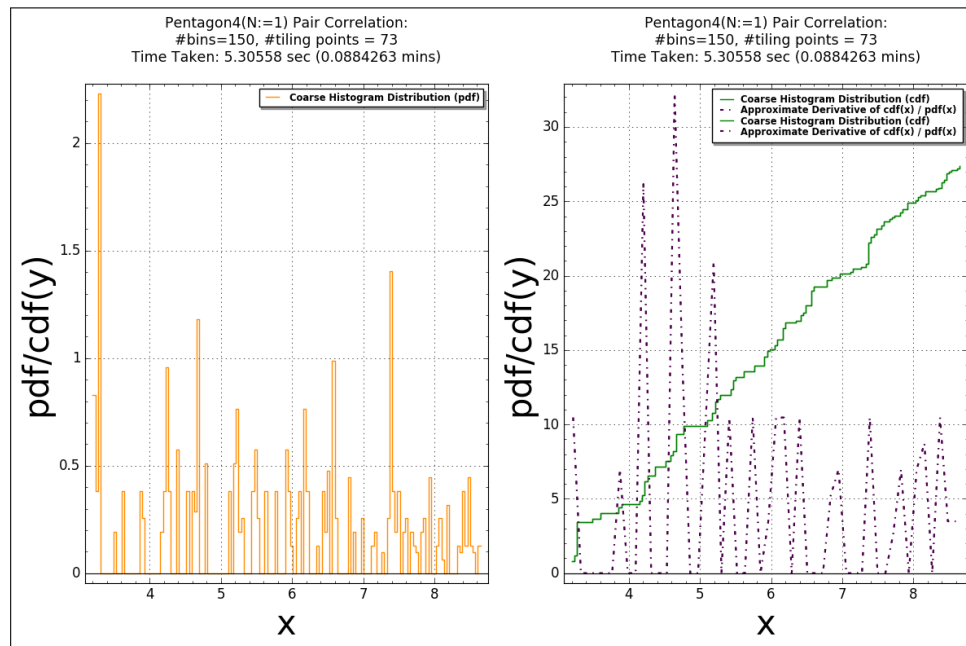 Pentagon4(N:=1) Pair Correlation:
#bins=150, #tiling points = 73
Time Taken: 5.30558 sec (0.0884263 mins)
Coarse Histogram Distribution (pdf)
pdf/cdf(y)
2
1.5
1
0.5
0
4
5
6
7
8
x
Pentagon4(N:=1) Pair Correlation:
#bins=150, #tiling points = 73
Time Taken: 5.30558 sec (0.0884263 mins)
Coarse Histogram Distribution (cdf)
Approximate Derivative of cdf(x) / pdf(x)
Coarse Histogram Distribution (cdf)
Approximate Derivative of cdf(x) / pdf(x)
pdf/cdf(y)
30
25
20
15
10
5
0
4
5
6
7
8
x